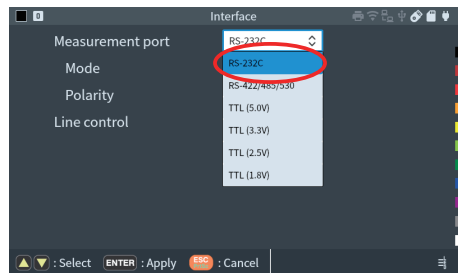 0 Interface
Measurement port RS-232C
RS-232C
Mode
RS-422/485/530
Polarity
TTL (5.0V)
Line control
TTL (3.3V)
TTL (2.5V)
TTL (1.8V)
: Select ENTER : Apply ESC : Cancel